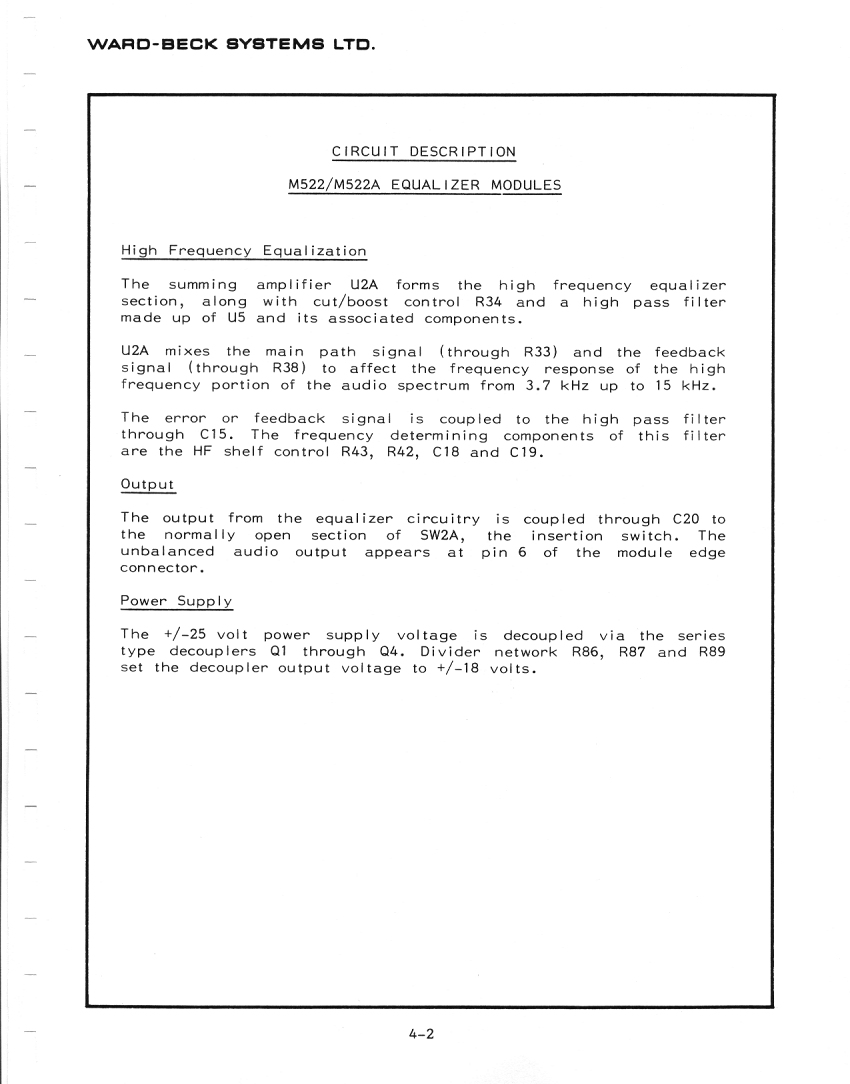 WARD-BECK SYSTEMS LTD.
CIRCUIT DESCRIPTION
M522/M522A EQUALIZER MODULES
High Frequency Equalization
The summing amplifier U2A forms the high frequency equalizer
section, along with cut/boost control R34 and a high pass filter
made up of U5 and its associated components.
U2A mixes the main path signal (through R33) and the feedback
signal (through R38) to affect the frequency response of the high
frequency portion of the audio spectrum from 3.7 kHz up to 15 kHz.
The error or feedback signal is coupled to the high pass filter
through C15. The frequency determining components of this filter
are the HF shelf control R43, R42, C18 and C19.
Output
The output from the equalizer circuitry is coupled through C20 to
the normally open section of SW2A, the insertion switch. The
unbalanced audio output appears at pin 6 of the module edge
connector.
Power Supply
The +/-25 volt power supply voltage is decoupled via the series
type decouplers Q1 through Q4. Divider network R86, R87 and R89
set the decoupler output voltage to +/-18 volts.
4-2